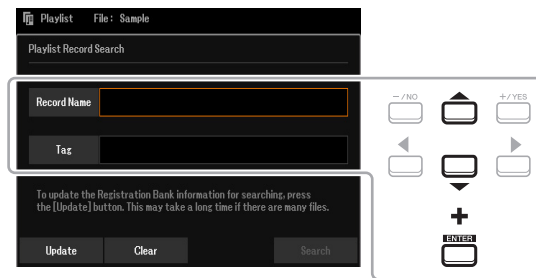 Playlist File: Sample
Playlist Record Search
Record Name
Tag
To update the Registration Bank information for searching, press
the [Update] button. This may take a long time if there are many files.
Update Clear Search
-/NO +/YES
ENTER